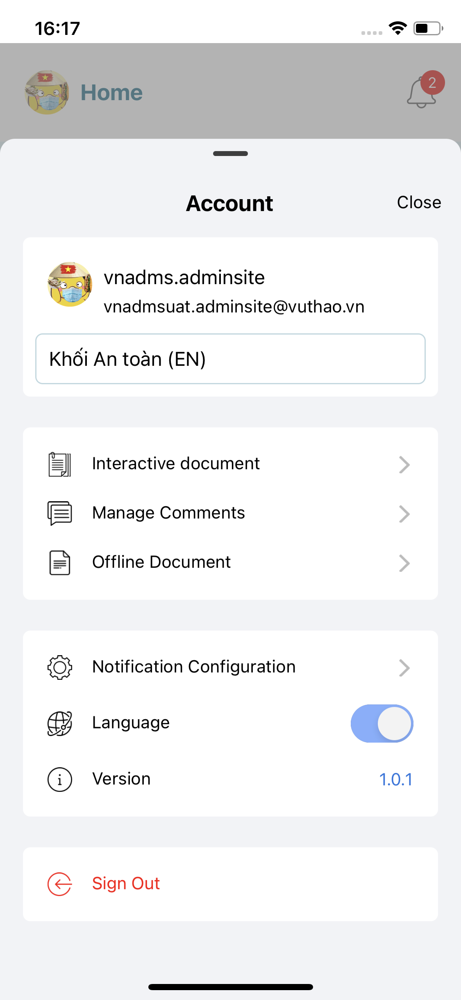 16:17
Home
2
Account
Close
vnadms.adminsite
vnadmsuat.adminsite@vuthao.vn
Khối An toàn (EN)
Interactive document
Manage Comments
Offline Document
Notification Configuration
Language
Version
1.0.1
Sign Out